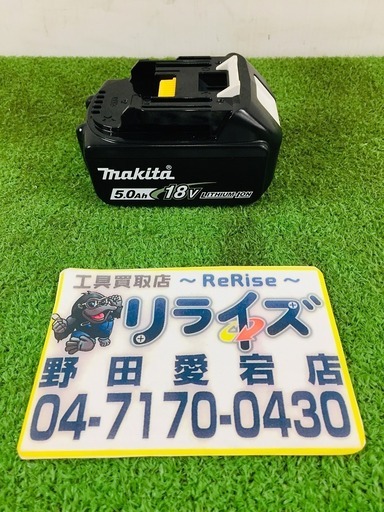 makita®
5.0Ah 18V LITHIUM-ION
工具買取店 ～ReRise～
リライズ
野田愛宕店
04-7170-0430